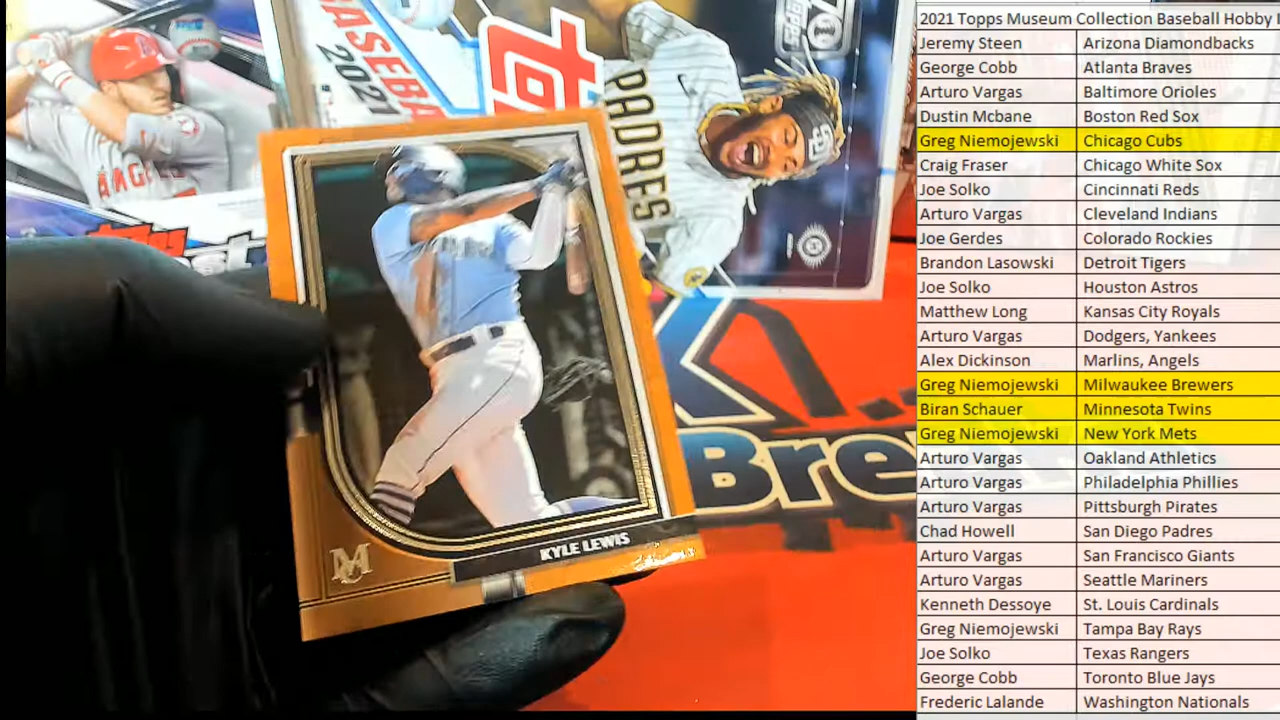 BASEBA
2021
topps
PADRES
SD
ANG
KYLE LEWIS
M
Bre
2021 Topps Museum Collection Baseball Hobby
Jeremy Steen Arizona Diamondbacks
George Cobb Atlanta Braves
Arturo Vargas Baltimore Orioles
Dustin Mcbane Boston Red Sox
Greg Niemojewski Chicago Cubs
Craig Fraser Chicago White Sox
Joe Solko Cincinnati Reds
Arturo Vargas Cleveland Indians
Joe Gerdes Colorado Rockies
Brandon Lasowski Detroit Tigers
Joe Solko Houston Astros
Matthew Long Kansas City Royals
Arturo Vargas Dodgers, Yankees
Alex Dickinson Marlins, Angels
Greg Niemojewski Milwaukee Brewers
Biran Schauer Minnesota Twins
Greg Niemojewski New York Mets
Arturo Vargas Oakland Athletics
Arturo Vargas Philadelphia Phillies
Arturo Vargas Pittsburgh Pirates
Chad Howell San Diego Padres
Arturo Vargas San Francisco Giants
Arturo Vargas Seattle Mariners
Kenneth Dessoye St. Louis Cardinals
Greg Niemojewski Tampa Bay Rays
Joe Solko Texas Rangers
George Cobb Toronto Blue Jays
Frederic Lalande Washington Nationals